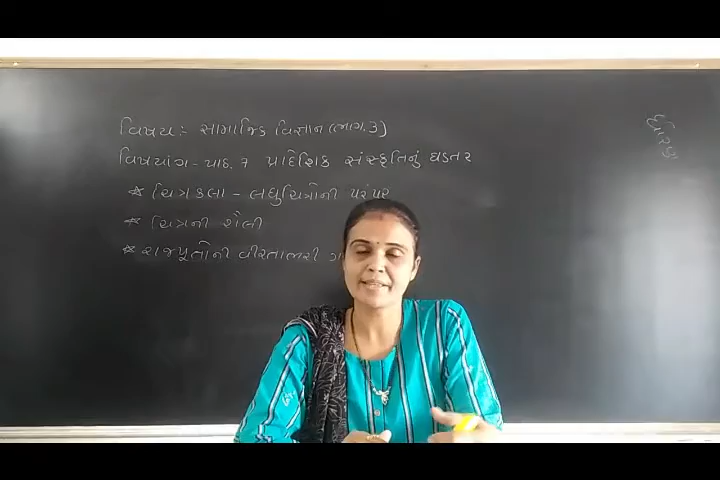 વિષય:- સામાજિક વિજ્ઞાન (ભાગ.3)
વિષયાંગ - પાઠ. 7 પ્રાદેશિક સંસ્કૃતિનું ઘડતર
* ચિત્રકલા - લઘુચિત્રોની પરંપરા
* ચિત્રની શૈલી
* રાજપૂતોની વીરતાભરી